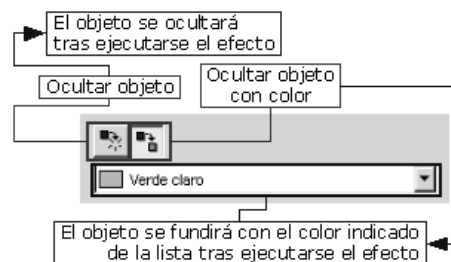 El objeto se ocultará
tras ejecutarse el efecto
Ocultar objeto
Ocultar objeto
con color
Verde claro
El objeto se fundirá con el color indicado
de la lista tras ejecutarse el efecto